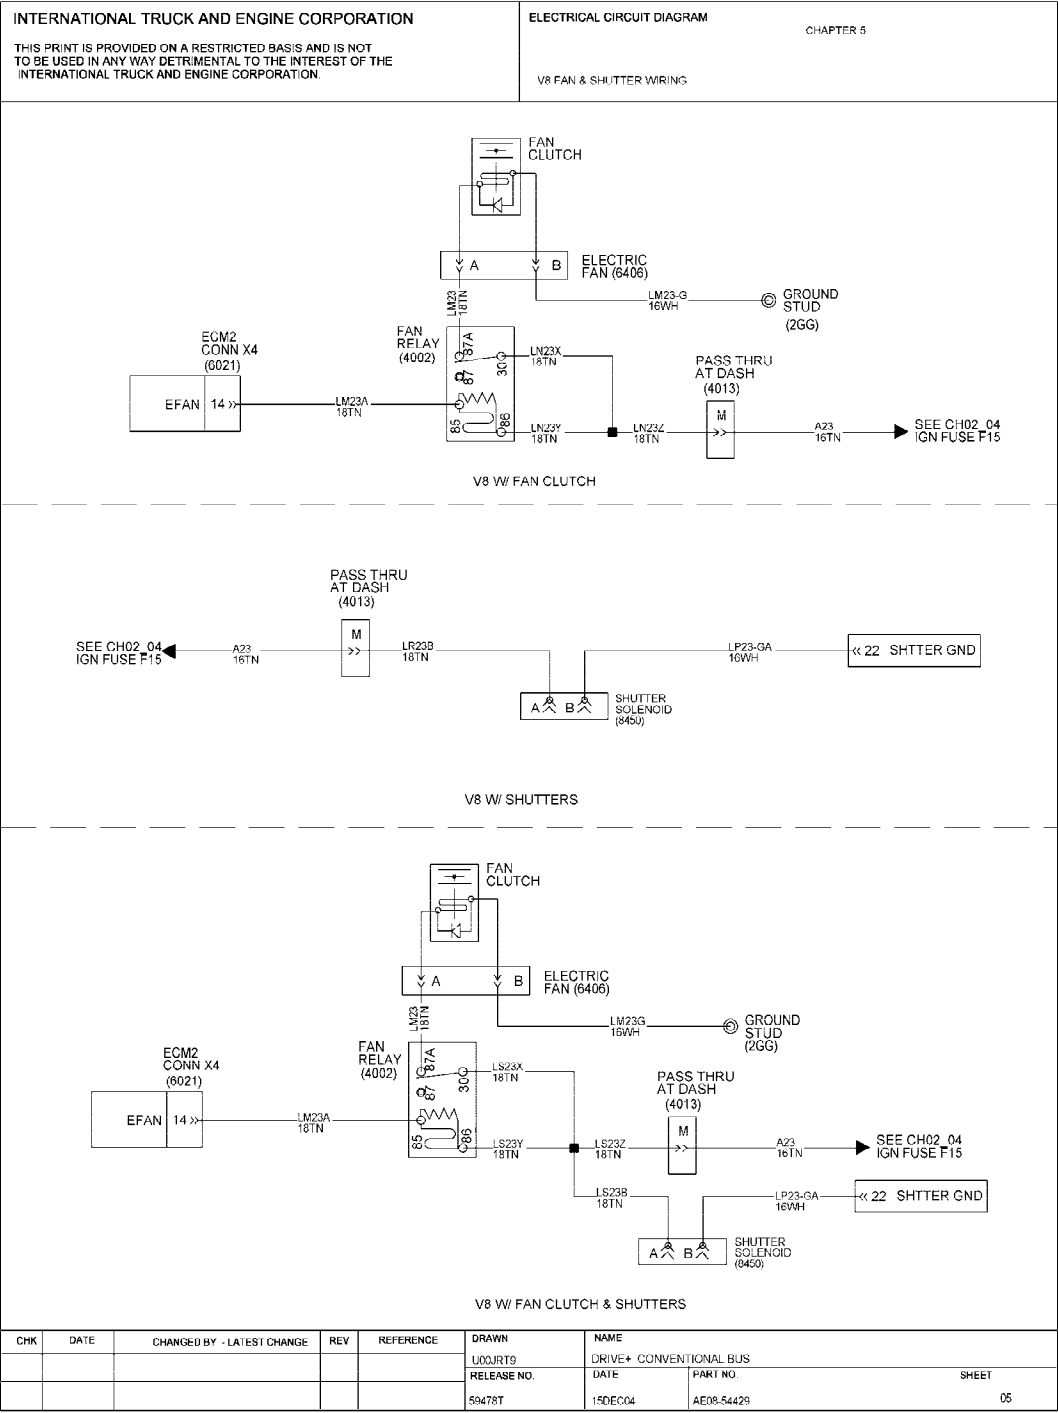 INTERNATIONAL TRUCK AND ENGINE CORPORATION
THIS PRINT IS PROVIDED ON A RESTRICTED BASIS AND IS NOT
TO BE USED IN ANY WAY DETRIMENTAL TO THE INTEREST OF THE
INTERNATIONAL TRUCK AND ENGINE CORPORATION.
ELECTRICAL CIRCUIT DIAGRAM
CHAPTER 5
V8 FAN & SHUTTER WIRING
FAN
CLUTCH
A
B
ELECTRIC
FAN (6406)
LM23
18TN
LM23-G
16WH
GROUND
STUD
(2GG)
ECM2
CONN X4
(6021)
EFAN
14
LM23A
18TN
FAN
RELAY
(4002)
87A
87
30
85
86
LN23X
18TN
LN23Y
18TN
LN23Z
18TN
PASS THRU
AT DASH
(4013)
M
A23
16TN
SEE CH02_04
IGN FUSE F15
V8 W/ FAN CLUTCH
PASS THRU
AT DASH
(4013)
M
SEE CH02_04
IGN FUSE F15
A23
16TN
LR23B
18TN
LP23-GA
16WH
22 SHTTER GND
A
B
SHUTTER
SOLENOID
(8450)
V8 W/ SHUTTERS
FAN
CLUTCH
A
B
ELECTRIC
FAN (6406)
LM23
18TN
LM23G
16WH
GROUND
STUD
(2GG)
ECM2
CONN X4
(6021)
EFAN
14
LM23A
18TN
FAN
RELAY
(4002)
87A
87
30
85
86
LS23X
18TN
LS23Y
18TN
LS23Z
18TN
PASS THRU
AT DASH
(4013)
M
A23
16TN
SEE CH02_04
IGN FUSE F15
LS23B
18TN
LP23-GA
16WH
22 SHTTER GND
A
B
SHUTTER
SOLENOID
(8450)
V8 W/ FAN CLUTCH & SHUTTERS
CHK
DATE
CHANGED BY - LATEST CHANGE
REV
REFERENCE
DRAWN
U00JRT9
RELEASE NO.
59478T
NAME
DRIVE+ CONVENTIONAL BUS
DATE
15DEC04
PART NO.
AE08-54429
SHEET
05